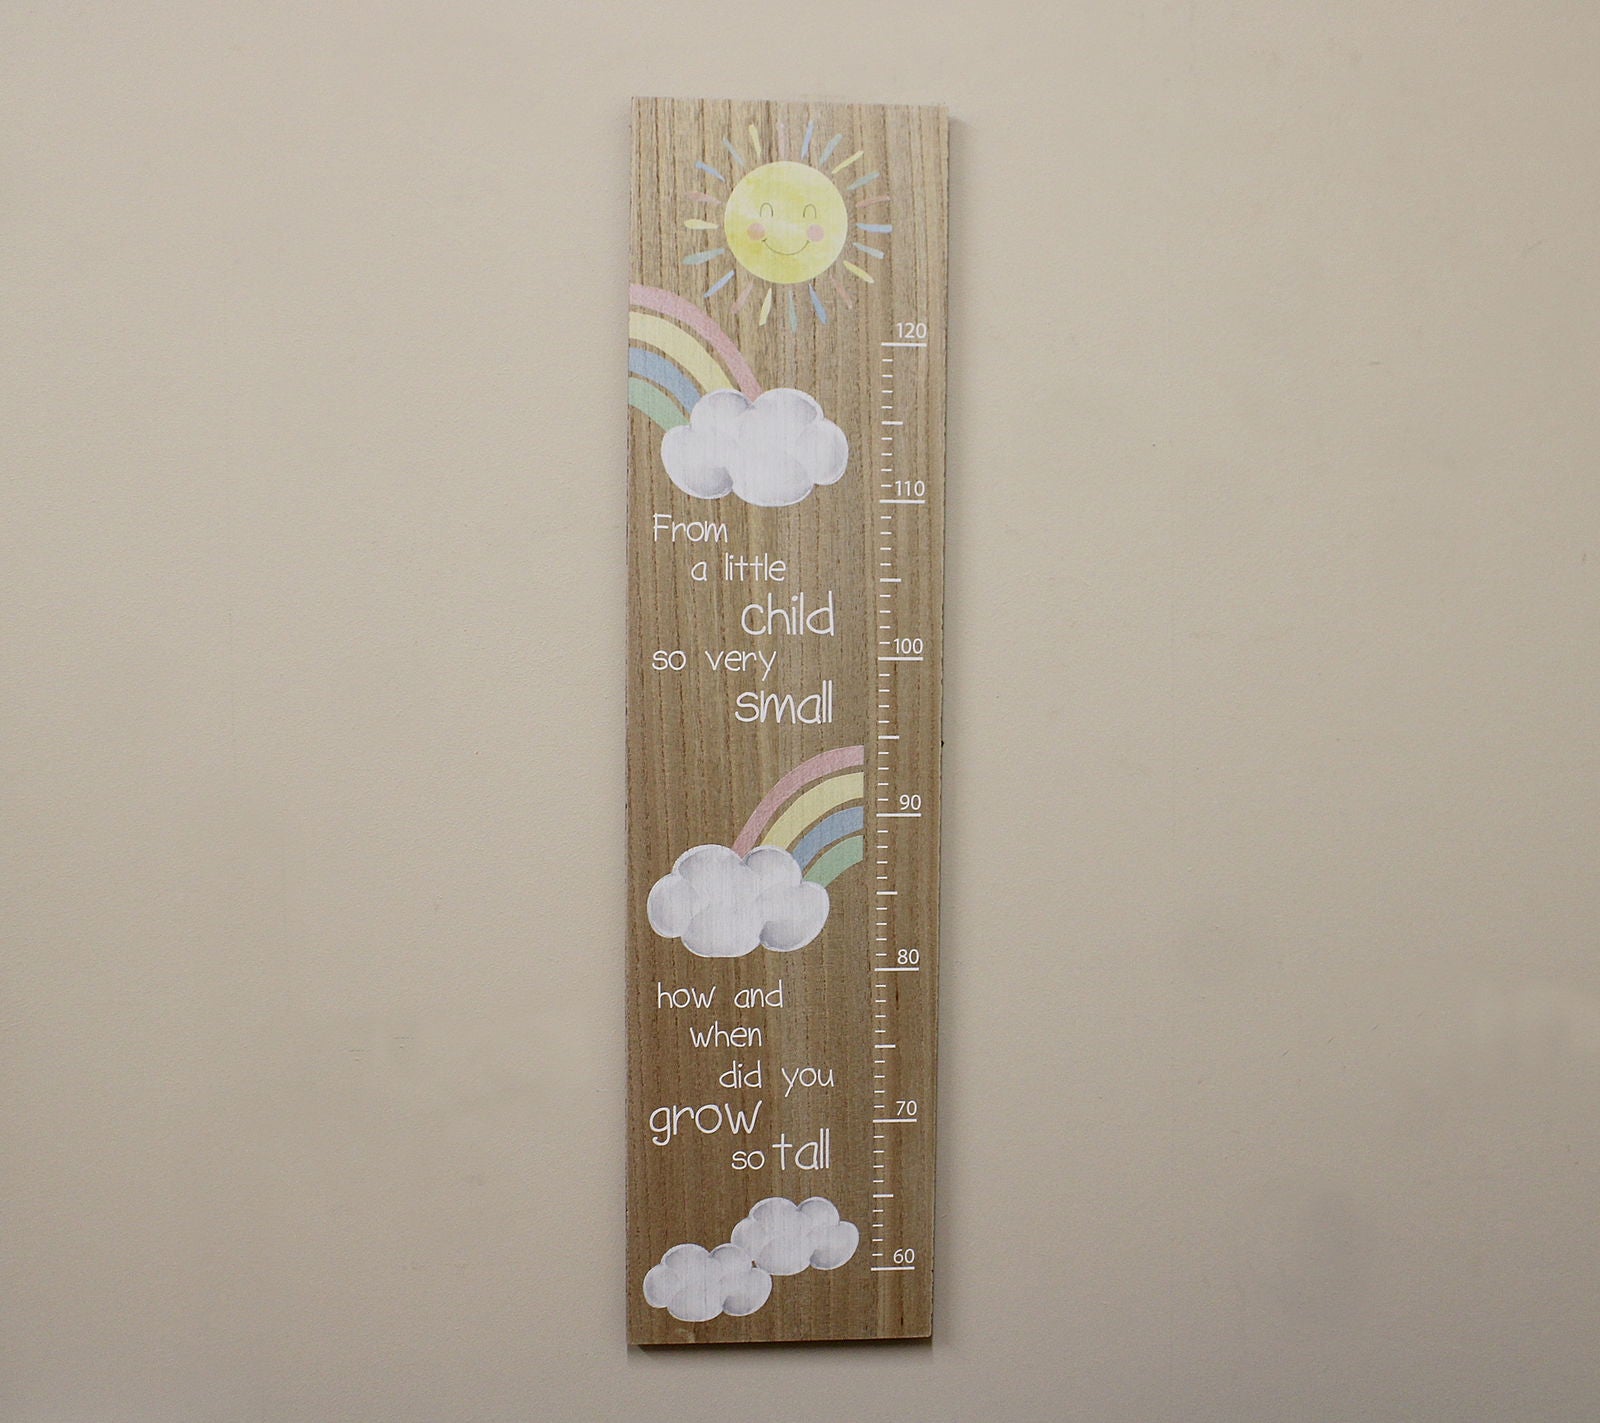 120
110
From
a little
child
100
so very
small
90
80
how and
when
did you
70
grow
so tall
60